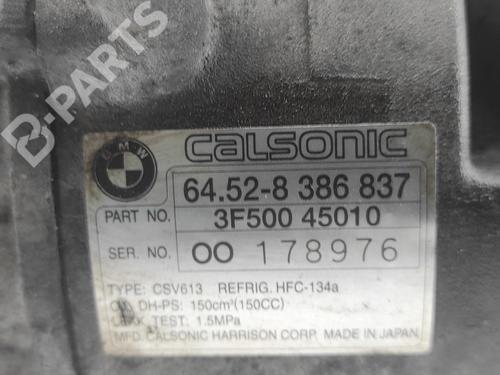 B-PARTS
BMW
CALSONIC
64.52-8 386 837
PART NO. 3F500 45010
SER. NO. OO 178976
TYPE: CSV613 REFRIG. HFC-134a
DH-PS: 150cm³(150CC)
TEST: 1.5MPa
MFD. CALSONIC HARRISON CORP. MADE IN JAPAN